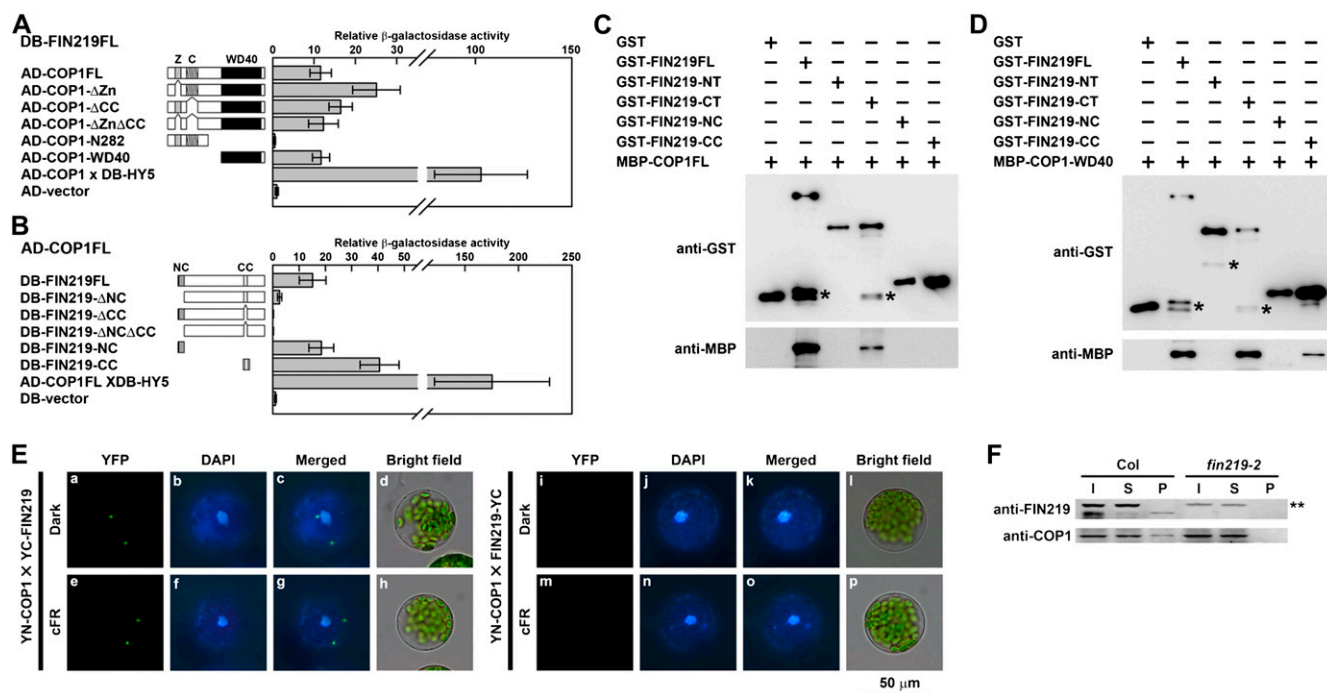 A
DB-FIN219FL
Relative β-galactosidase activity
0 10 20 30 100 150
Z C WD40
AD-COP1FL
AD-COP1-ΔZn
AD-COP1-ΔCC
AD-COP1-ΔZnΔCC
AD-COP1-N282
AD-COP1-WD40
AD-COP1 x DB-HY5
AD-vector
B
AD-COP1FL
Relative β-galactosidase activity
0 10 20 30 40 50 150 200 250
NC CC
DB-FIN219FL
DB-FIN219-ΔNC
DB-FIN219-ΔCC
DB-FIN219-ΔNCΔCC
DB-FIN219-NC
DB-FIN219-CC
AD-COP1FL XDB-HY5
DB-vector
C
GST + − − − − −
GST-FIN219FL − + − − − −
GST-FIN219-NT − − + − − −
GST-FIN219-CT − − − + − −
GST-FIN219-NC − − − − + −
GST-FIN219-CC − − − − − +
MBP-COP1FL + + + + + +
anti-GST
* *
anti-MBP
D
GST + − − − − −
GST-FIN219FL − + − − − −
GST-FIN219-NT − − + − − −
GST-FIN219-CT − − − + − −
GST-FIN219-NC − − − − + −
GST-FIN219-CC − − − − − +
MBP-COP1-WD40 + + + + + +
anti-GST
*
* *
anti-MBP
E
YFP DAPI Merged Bright field
YN-COP1 X YC-FIN219
Dark
a b c d
cFR
e f g h
YFP DAPI Merged Bright field
YN-COP1 X FIN219-YC
Dark
i j k l
cFR
m n o p
50 μm
F
Col fin219-2
I S P I S P
anti-FIN219 **
anti-COP1